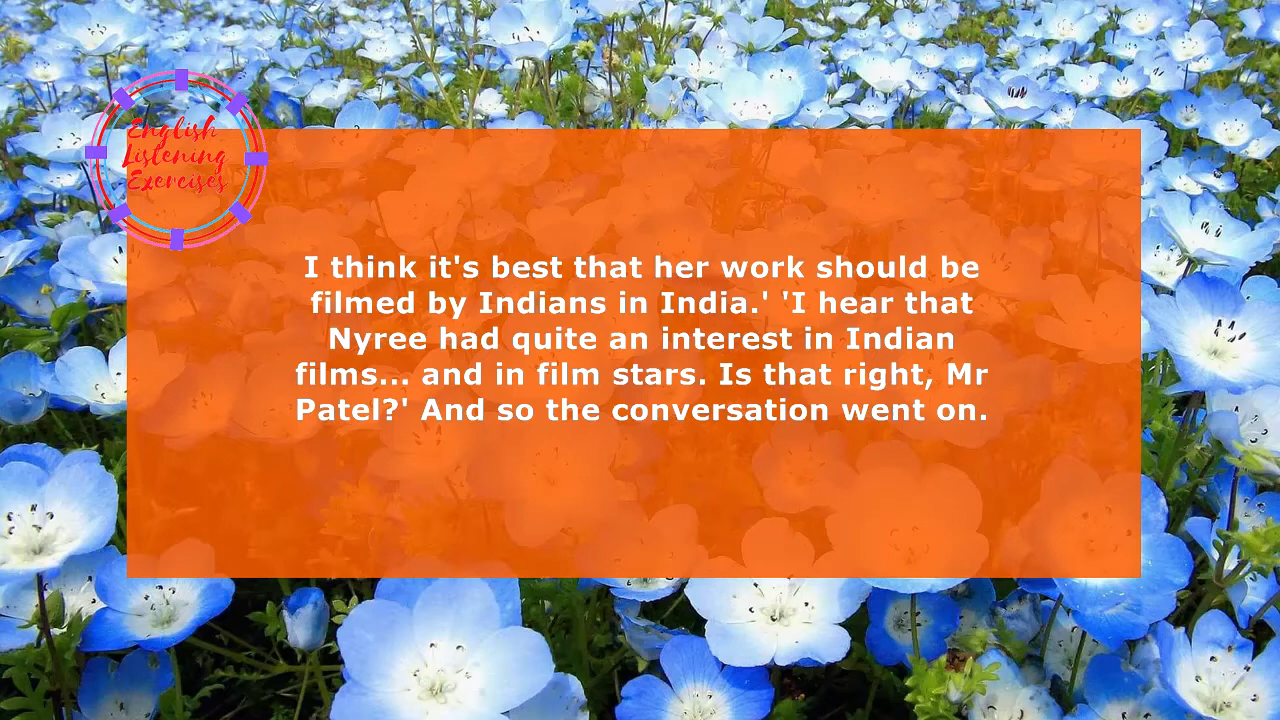 English
Listening
Exercises
I think it's best that her work should be
filmed by Indians in India.' 'I hear that
Nyree had quite an interest in Indian
films... and in film stars. Is that right, Mr
Patel?' And so the conversation went on.